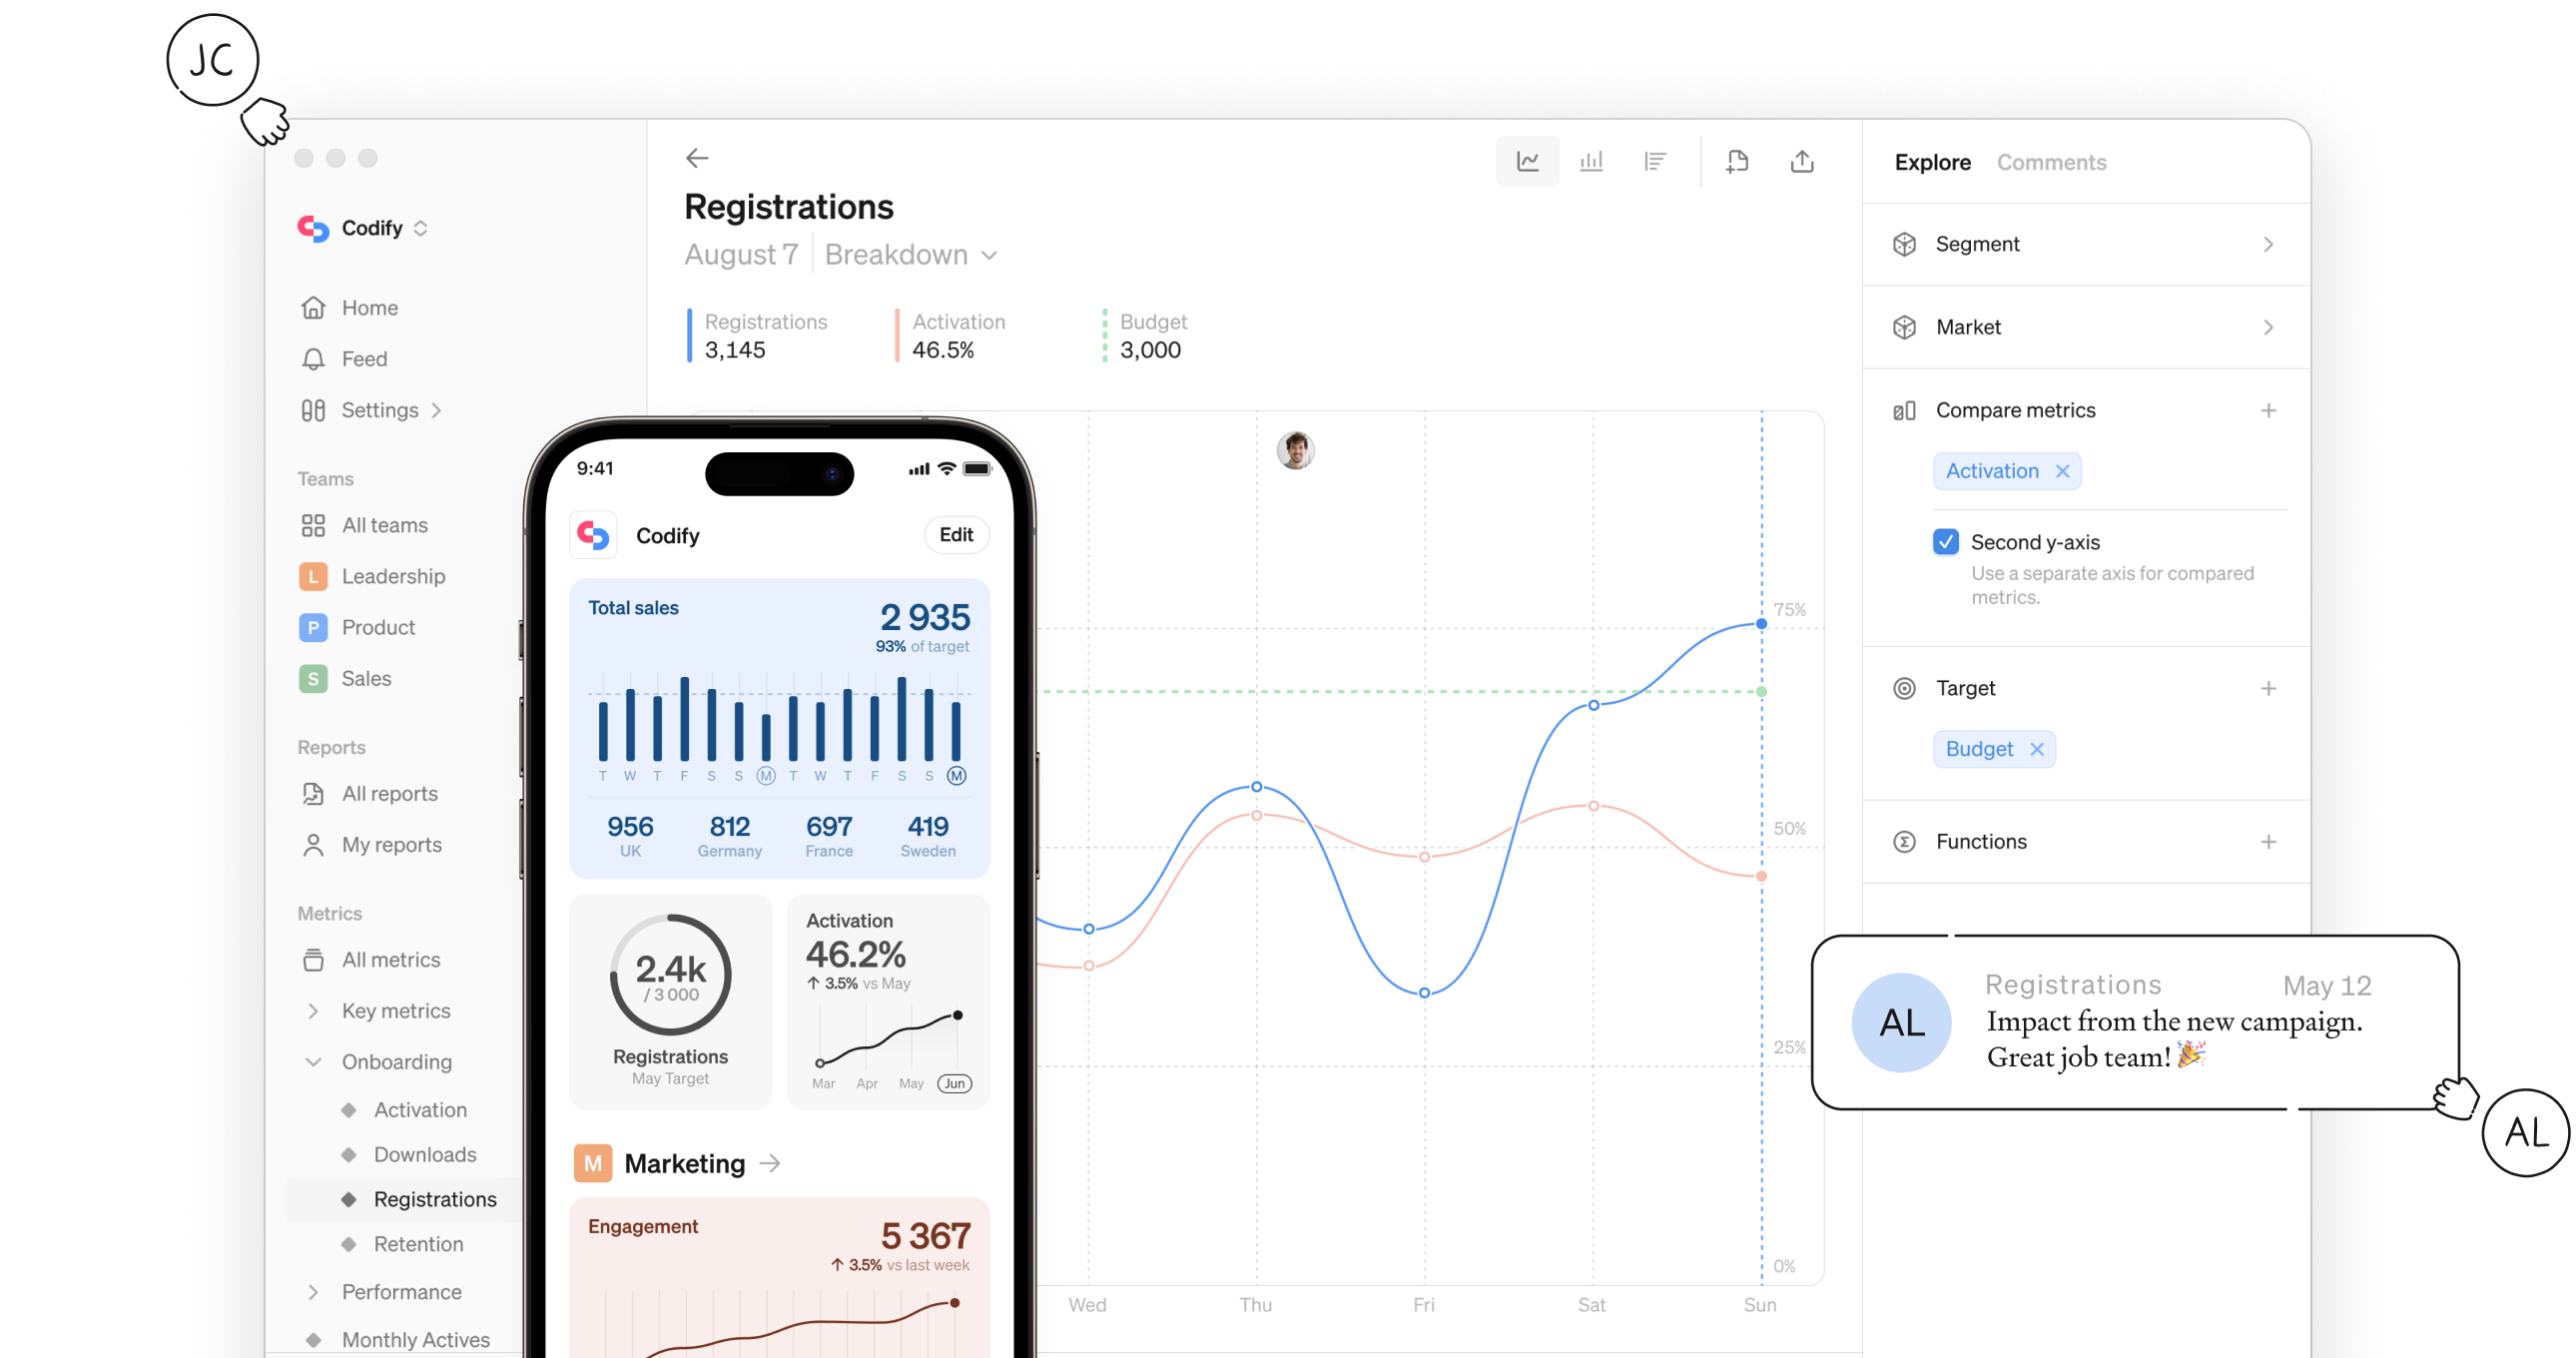 JC
Codify
Home
Feed
Settings
Teams
All teams
L Leadership
P Product
S Sales
Reports
All reports
My reports
Metrics
All metrics
Key metrics
Onboarding
Activation
Downloads
Registrations
Retention
Performance
Monthly Actives
Registrations
August 7 Breakdown
Registrations Activation Budget
3,145 46.5% 3,000
75%
50%
25%
0%
Wed Thu Fri Sat Sun
9:41
Codify Edit
Total sales 2 935
93% of target
T W T F S S M T W T F S S M
956 812 697 419
UK Germany France Sweden
2.4k
/ 3 000
Registrations
May Target
Activation
46.2%
↑ 3.5% vs May
Mar Apr May Jun
M Marketing →
Engagement 5 367
↑ 3.5% vs last week
Explore Comments
Segment
Market
Compare metrics
Activation
Second y-axis
Use a separate axis for compared
metrics.
Target
Budget
Functions
AL
Registrations May 12
Impact from the new campaign.
Great job team! 🎉
AL